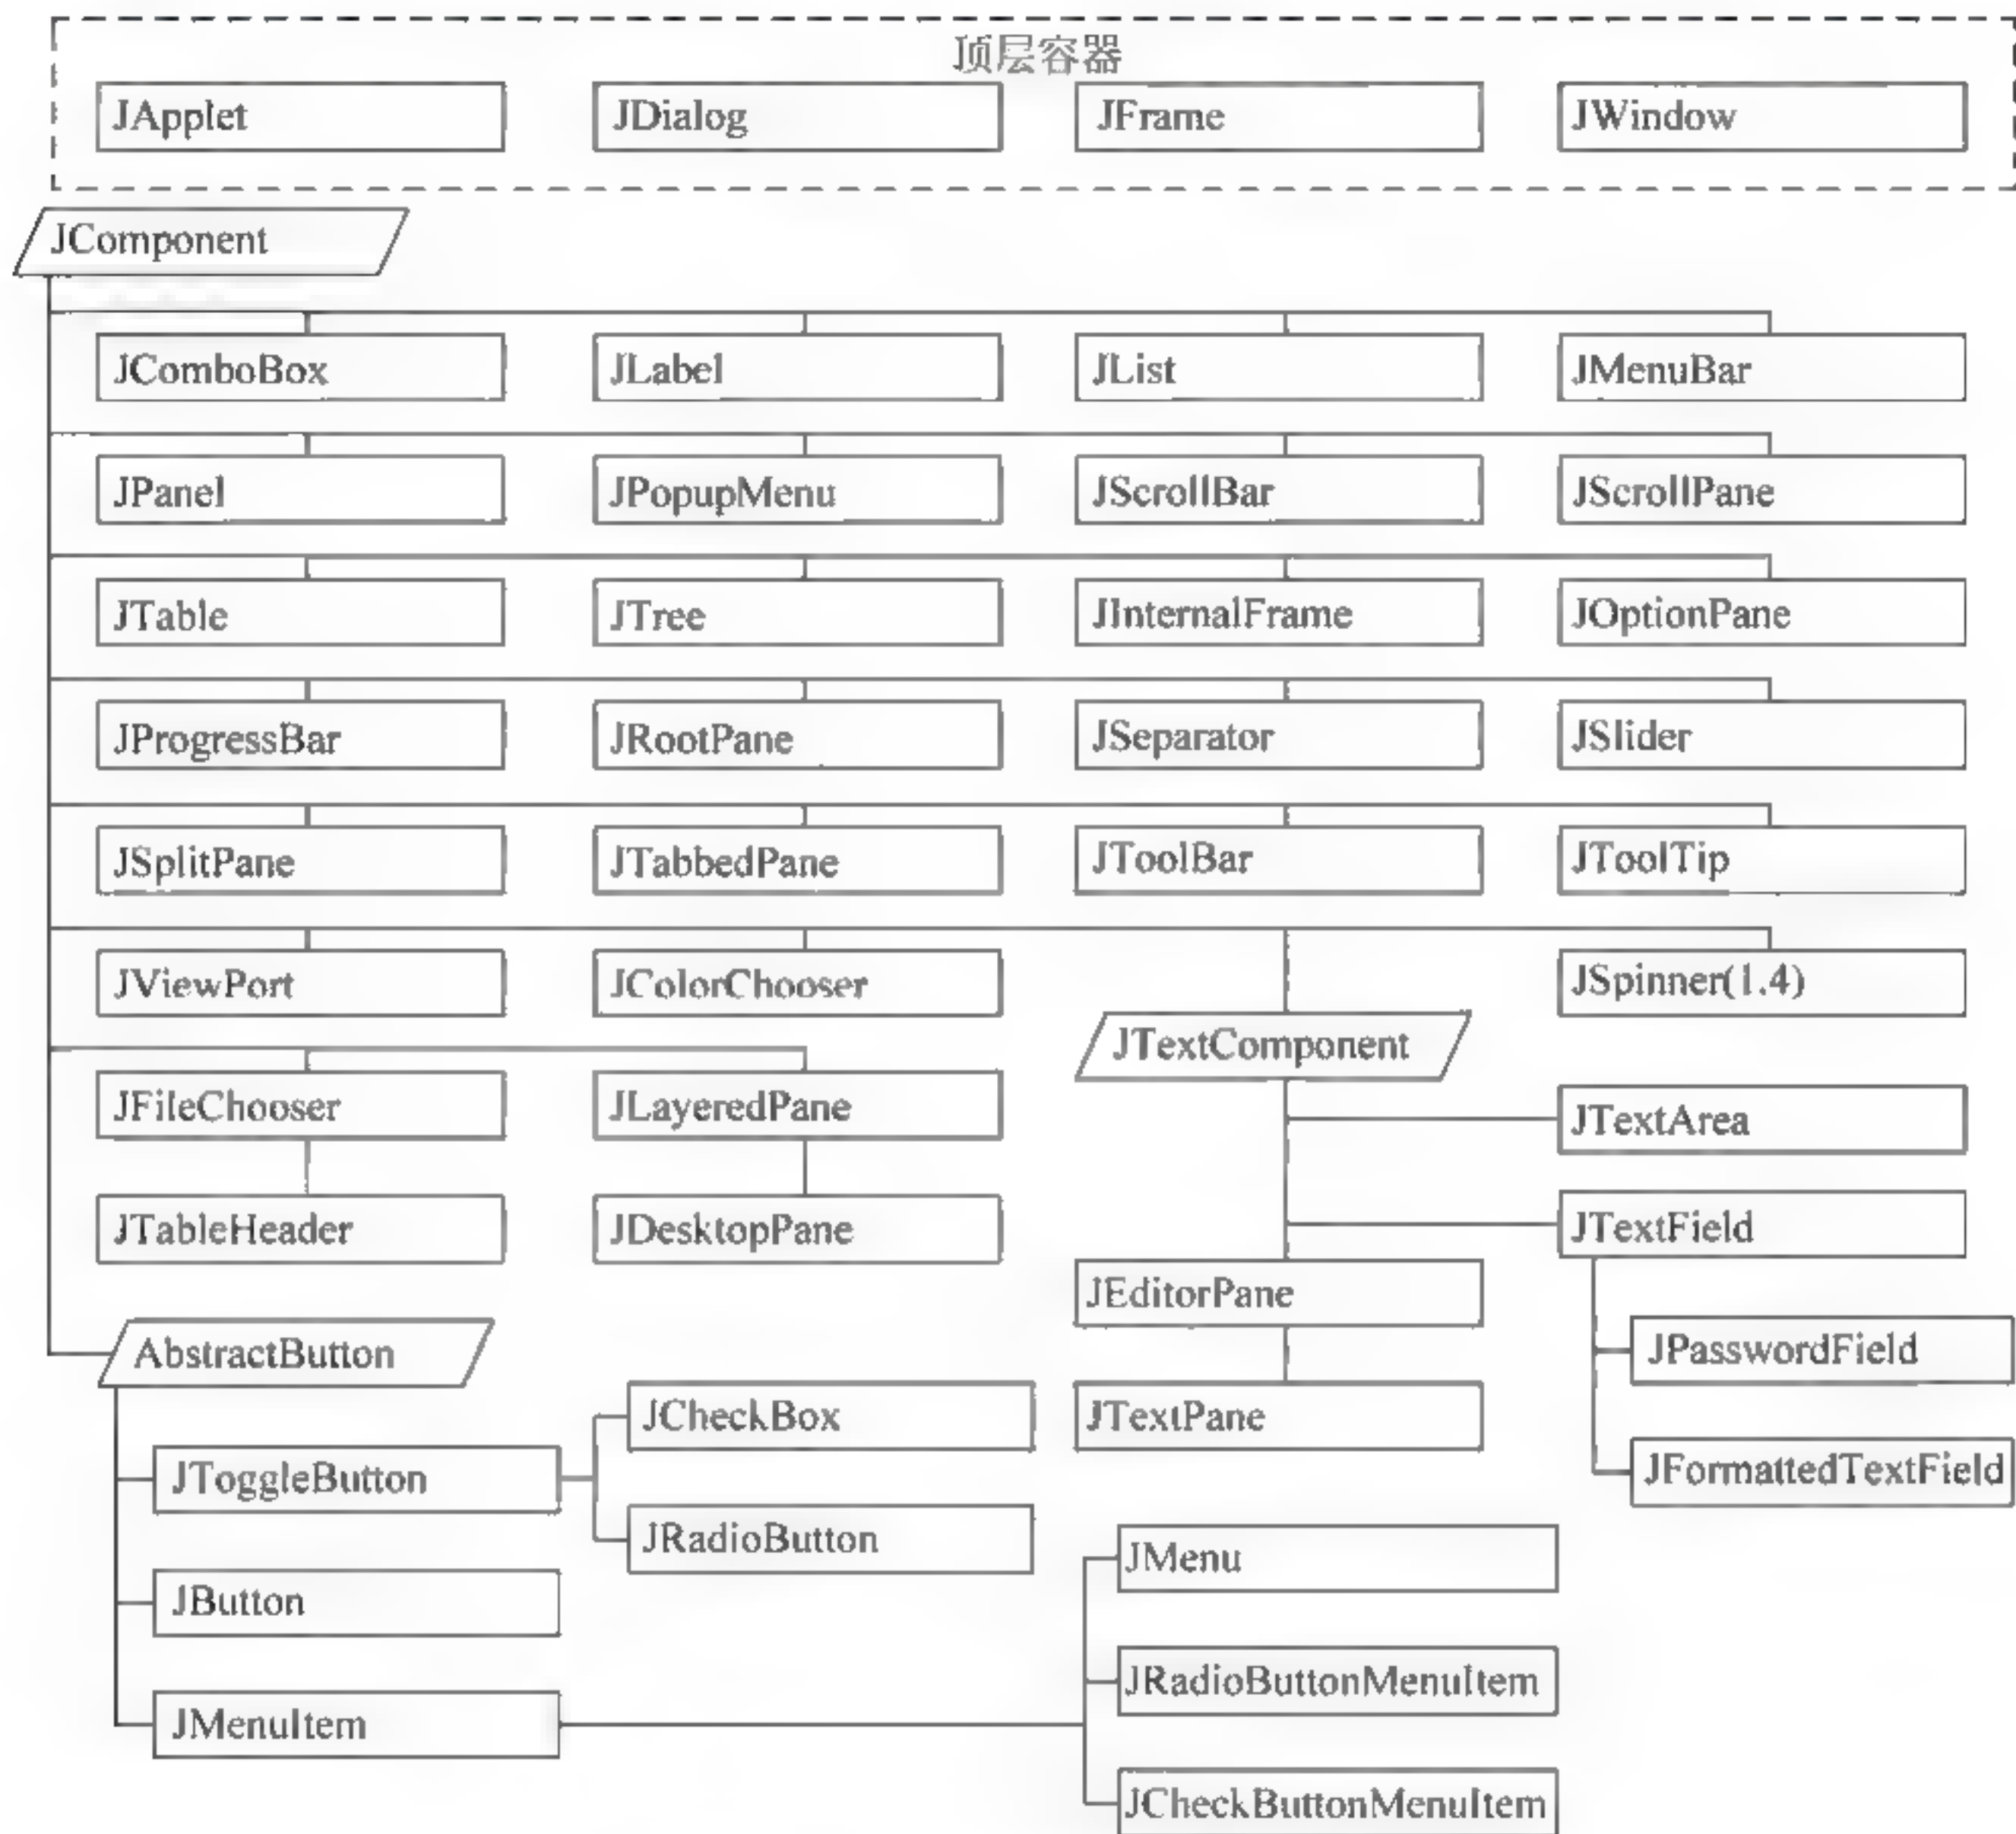 顶层容器
JApplet
JDialog
JFrame
JWindow
JComponent
JComboBox
JLabel
JList
JMenuBar
JPanel
JPopupMenu
JScrollBar
JScrollPane
JTable
JTree
JInternalFrame
JOptionPane
JProgressBar
JRootPane
JSeparator
JSlider
JSplitPane
JTabbedPane
JToolBar
JToolTip
JViewPort
JColorChooser
JSpinner(1.4)
JTextComponent
JFileChooser
JLayeredPane
JTextArea
JTableHeader
JDesktopPane
JTextField
JEditorPane
AbstractButton
JPasswordField
JCheckBox
JTextPane
JToggleButton
JFormattedTextField
JRadioButton
JMenu
JButton
JRadioButtonMenuItem
JMenuItem
JCheckButtonMenuItem